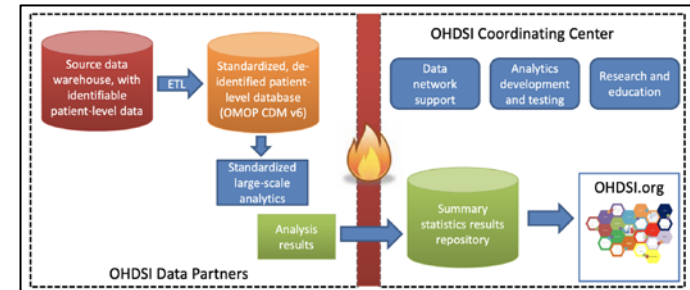 Source data
warehouse, with
identifiable
patient-level data
ETL
Standardized, de-
identified patient-
level database
(OMOP CDM v6)
Standardized
large-scale
analytics
Analysis
results
OHDSI Data Partners
OHDSI Coordinating Center
Data
network
support
Analytics
development
and testing
Research and
education
Summary
statistics results
repository
OHDSI.org